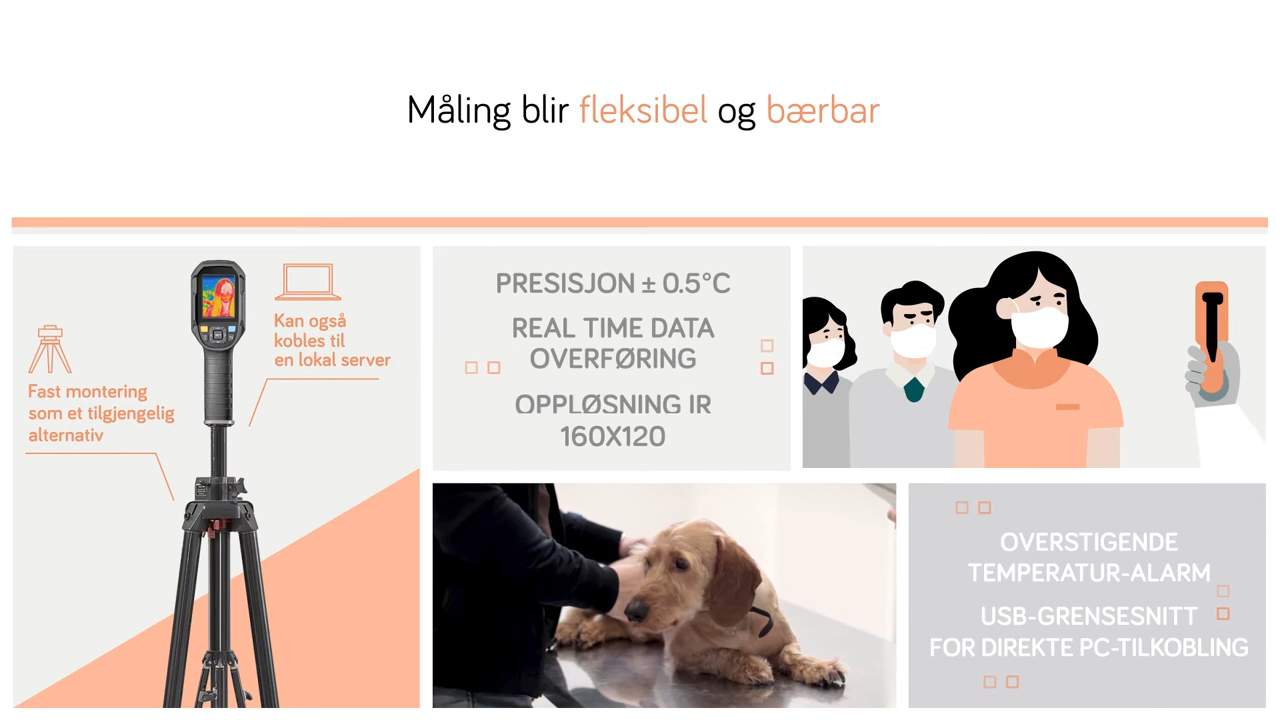 Måling blir fleksibel og bærbar
Kan også
kobles til
en lokal server
Fast montering
som et tilgjengelig
alternativ
PRESISJON ± 0.5°C
REAL TIME DATA
OVERFØRING
OPPLØSNING IR
160X120
OVERSTIGENDE
TEMPERATUR-ALARM
USB-GRENSESNITT
FOR DIREKTE PC-TILKOBLING